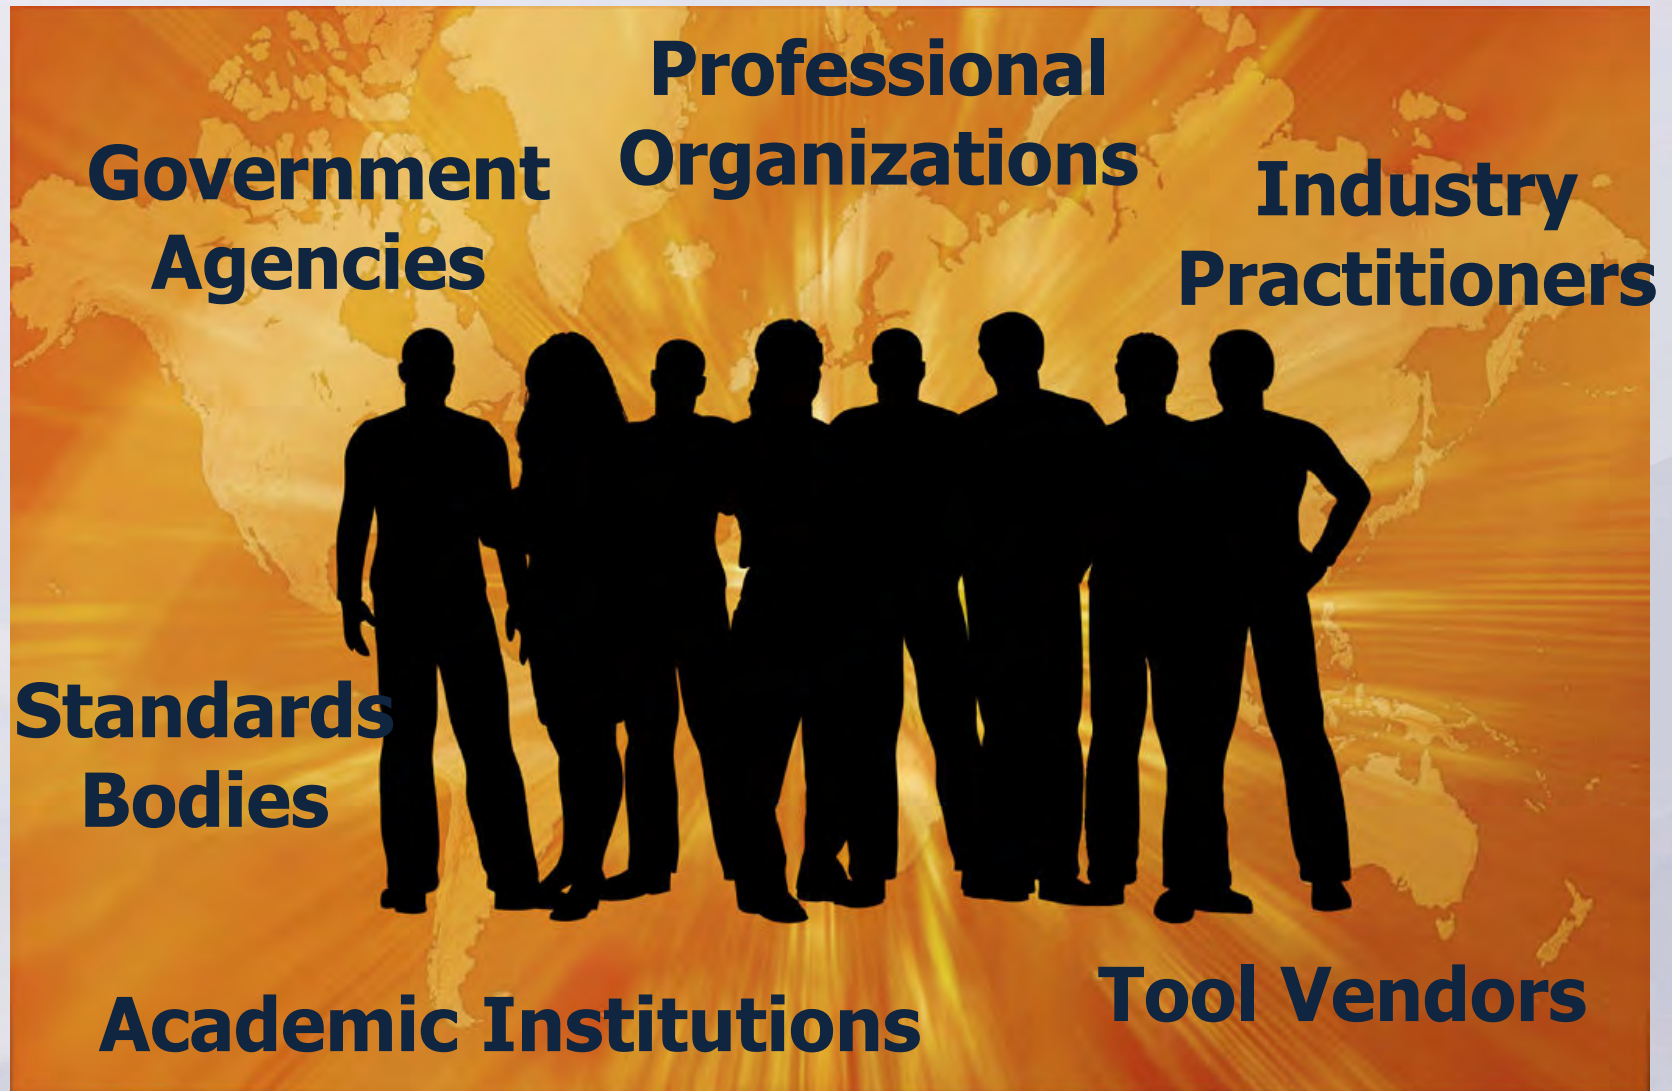 Professional
Organizations
Government
Agencies
Industry
Practitioners
Standards
Bodies
Academic Institutions
Tool Vendors